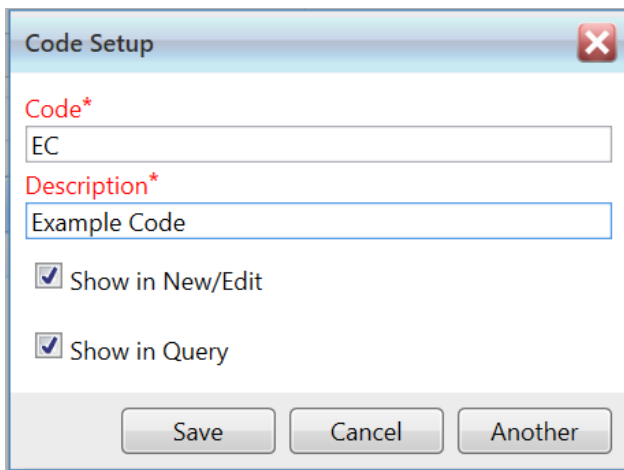 Code Setup
Code*
EC
Description*
Example Code
Show in New/Edit
Show in Query
Save Cancel Another